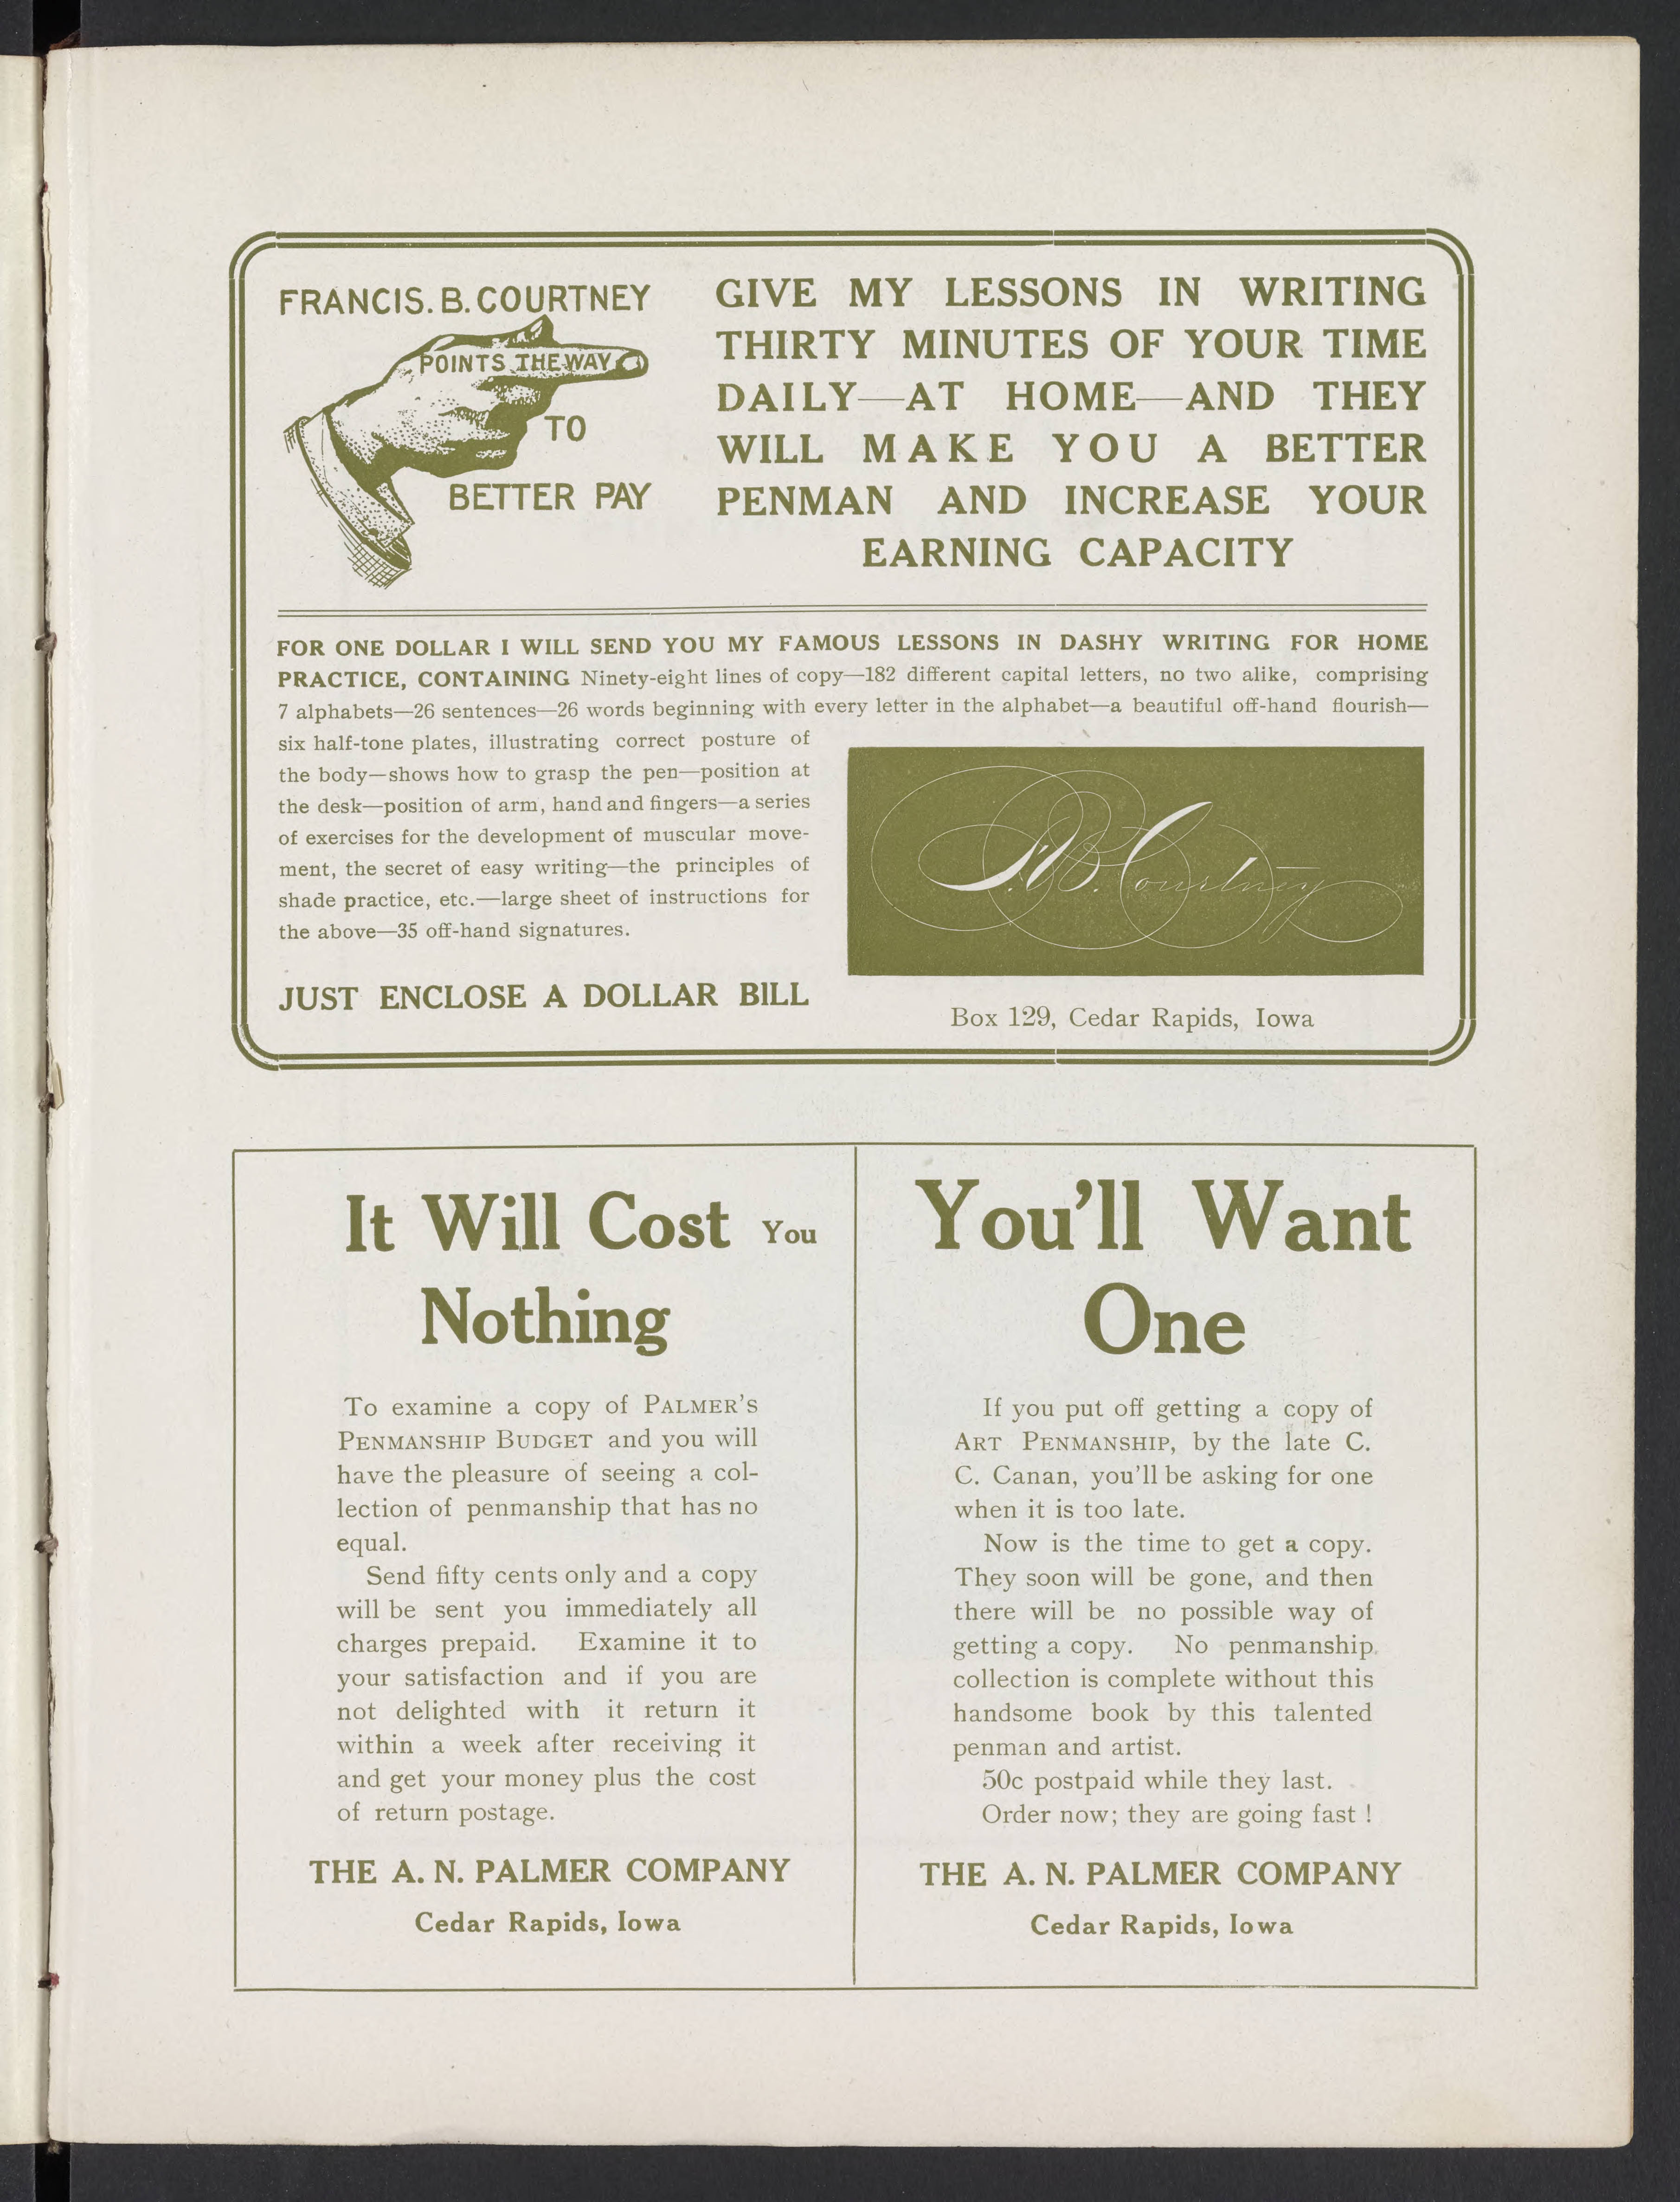 FRANCIS. B. COURTNEY
POINTS THE WAY
TO
BETTER PAY
GIVE MY LESSONS IN WRITING
THIRTY MINUTES OF YOUR TIME
DAILY—AT HOME—AND THEY
WILL MAKE YOU A BETTER
PENMAN AND INCREASE YOUR
EARNING CAPACITY
FOR ONE DOLLAR I WILL SEND YOU MY FAMOUS LESSONS IN DASHY WRITING FOR HOME
PRACTICE, CONTAINING Ninety-eight lines of copy—182 different capital letters, no two alike, comprising
7 alphabets—26 sentences—26 words beginning with every letter in the alphabet—a beautiful off-hand flourish—
six half-tone plates, illustrating correct posture of
the body—shows how to grasp the pen—position at
the desk—position of arm, hand and fingers—a series
of exercises for the development of muscular move-
ment, the secret of easy writing—the principles of
shade practice, etc.—large sheet of instructions for
the above—35 off-hand signatures.
JUST ENCLOSE A DOLLAR BILL
F. B. Courtney
Box 129, Cedar Rapids, Iowa
It Will Cost You
Nothing
To examine a copy of PALMER'S
PENMANSHIP BUDGET and you will
have the pleasure of seeing a col-
lection of penmanship that has no
equal.
Send fifty cents only and a copy
will be sent you immediately all
charges prepaid. Examine it to
your satisfaction and if you are
not delighted with it return it
within a week after receiving it
and get your money plus the cost
of return postage.
THE A. N. PALMER COMPANY
Cedar Rapids, Iowa
You'll Want
One
If you put off getting a copy of
ART PENMANSHIP, by the late C.
C. Canan, you'll be asking for one
when it is too late.
Now is the time to get a copy.
They soon will be gone, and then
there will be no possible way of
getting a copy. No penmanship
collection is complete without this
handsome book by this talented
penman and artist.
50c postpaid while they last.
Order now; they are going fast !
THE A. N. PALMER COMPANY
Cedar Rapids, Iowa